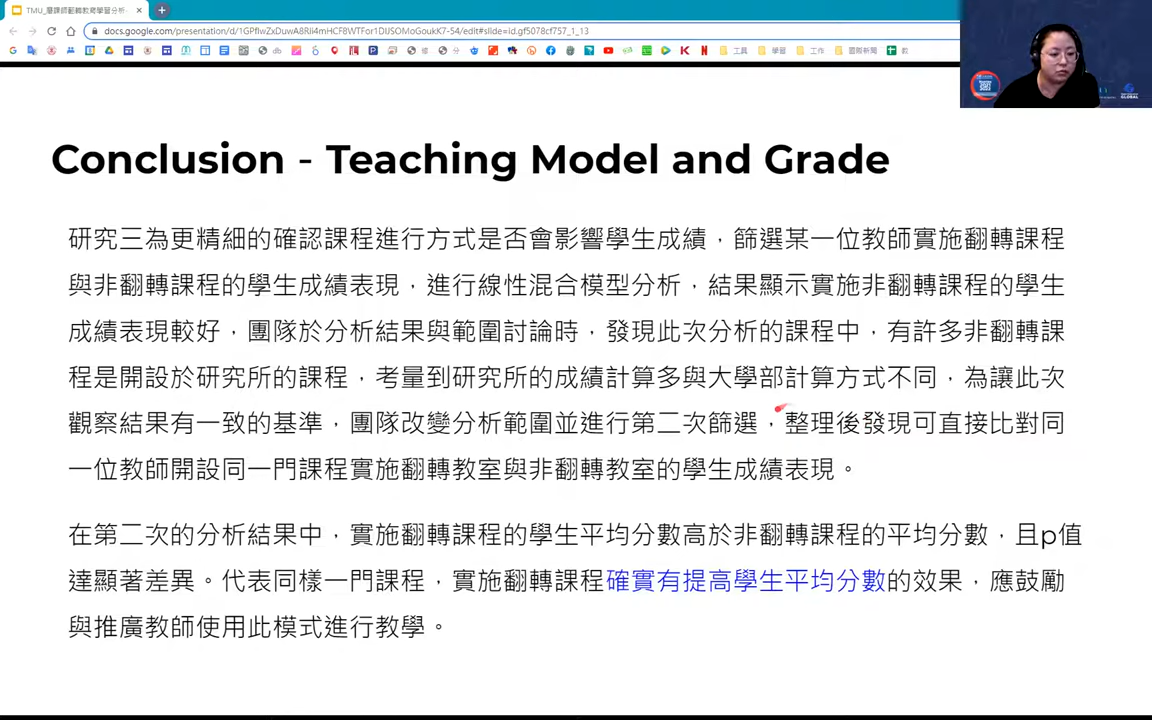 docs.google.com/presentation/d/
工具 學習 工作
Conclusion - Teaching Model and Grade
研究三為更精細的確認課程進行方式是否會影響學生成績，篩選某一位教師實施翻轉課程
與非翻轉課程的學生成績表現，進行線性混合模型分析，結果顯示實施非翻轉課程的學生
成績表現較好，團隊於分析結果與範圍討論時，發現此次分析的課程中，有許多非翻轉課
程是開設於研究所的課程，考量到研究所的成績計算多與大學部計算方式不同，為讓此次
觀察結果有一致的基準，團隊改變分析範圍並進行第二次篩選，整理後發現可直接比對同
一位教師開設同一門課程實施翻轉教室與非翻轉教室的學生成績表現。
在第二次的分析結果中，實施翻轉課程的學生平均分數高於非翻轉課程的平均分數，且p值
達顯著差異。代表同樣一門課程，實施翻轉課程確實有提高學生平均分數的效果，應鼓勵
與推廣教師使用此模式進行教學。